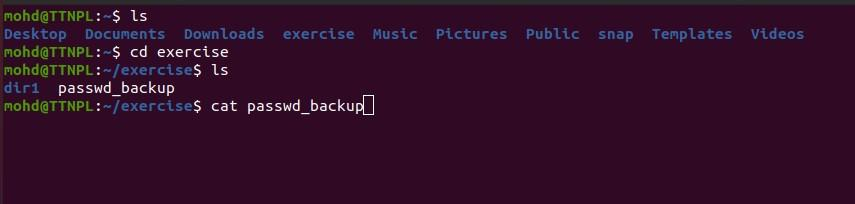 mohd@TTNPL:~$ ls
Desktop  Documents  Downloads  exercise  Music  Pictures  Public  snap  Templates  Videos
mohd@TTNPL:~$ cd exercise
mohd@TTNPL:~/exercise$ ls
dir1  passwd_backup
mohd@TTNPL:~/exercise$ cat passwd_backup